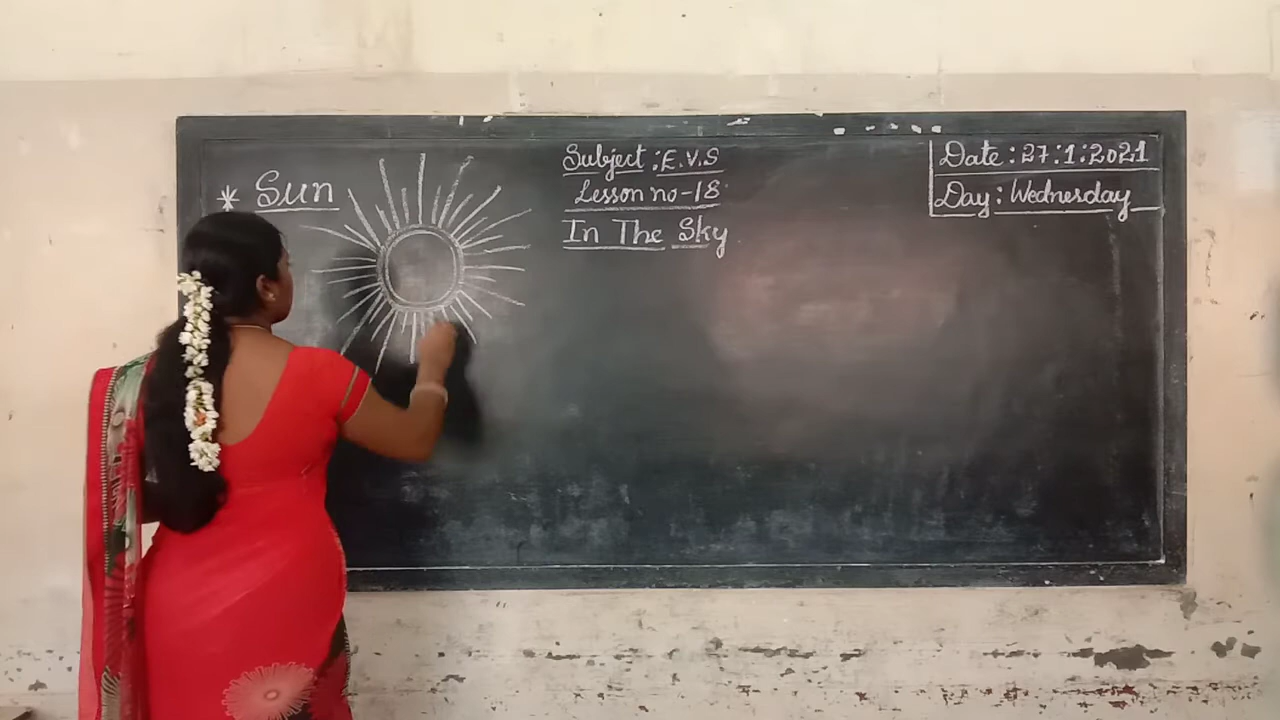 * Sun
Subject : E.V.S
Lesson no-18
In The Sky
Date : 27:1:2021
Day : Wednesday